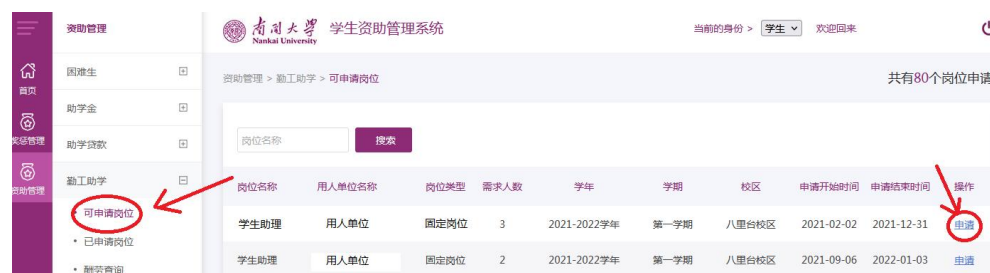 资助管理
南开大学
Nankai University
学生资助管理系统
当前的身份 > 学生 欢迎回来
首页
奖惩管理
资助管理
困难生
助学金
助学贷款
勤工助学
• 可申请岗位
• 已申请岗位
• 酬劳查询
资助管理 > 勤工助学 > 可申请岗位
共有80个岗位申请
岗位名称 搜索
岗位名称 用人单位名称 岗位类型 需求人数 学年 学期 校区 申请开始时间 申请结束时间 操作
学生助理 用人单位 固定岗位 3 2021-2022学年 第一学期 八里台校区 2021-02-02 2021-12-31 申请
学生助理 用人单位 固定岗位 2 2021-2022学年 第一学期 八里台校区 2021-09-06 2022-01-03 申请